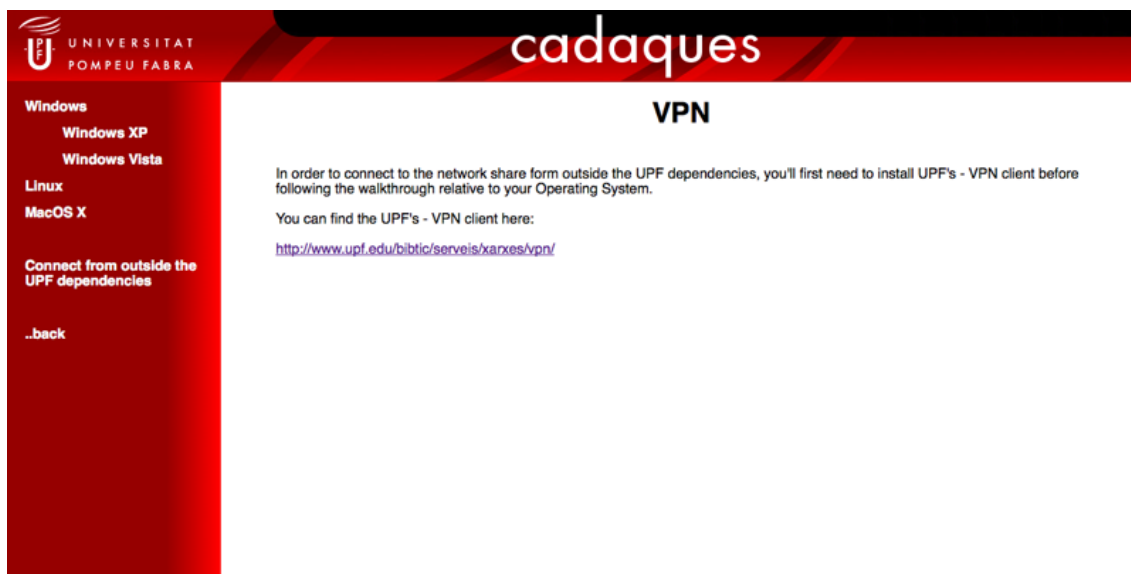 UNIVERSITAT
POMPEU FABRA
cadaques
Windows
Windows XP
Windows Vista
Linux
MacOS X
Connect from outside the
UPF dependencies
..back
VPN
In order to connect to the network share form outside the UPF dependencies, you'll first need to install UPF's - VPN client before
following the walkthrough relative to your Operating System.
You can find the UPF's - VPN client here:
http://www.upf.edu/bibtic/serveis/xarxes/vpn/